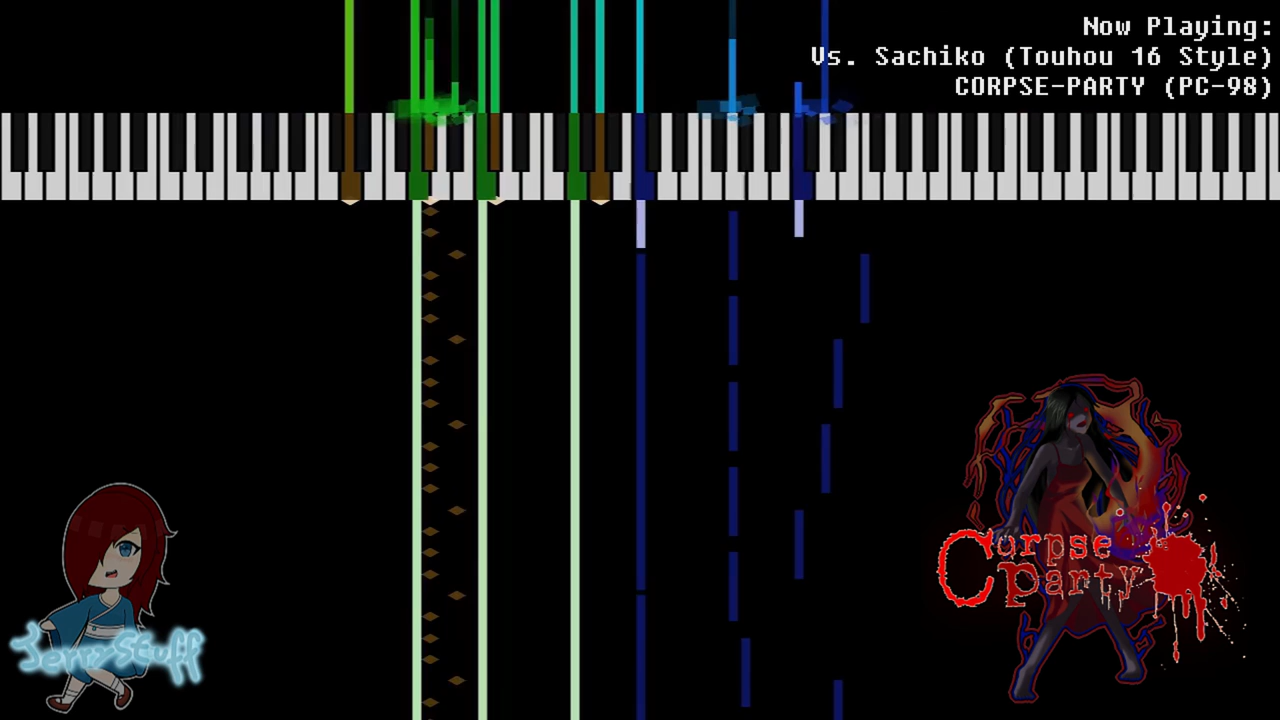 Now Playing:
Vs. Sachiko (Touhou 16 Style)
CORPSE-PARTY (PC-98)
Corpse
Party
JerryStuff